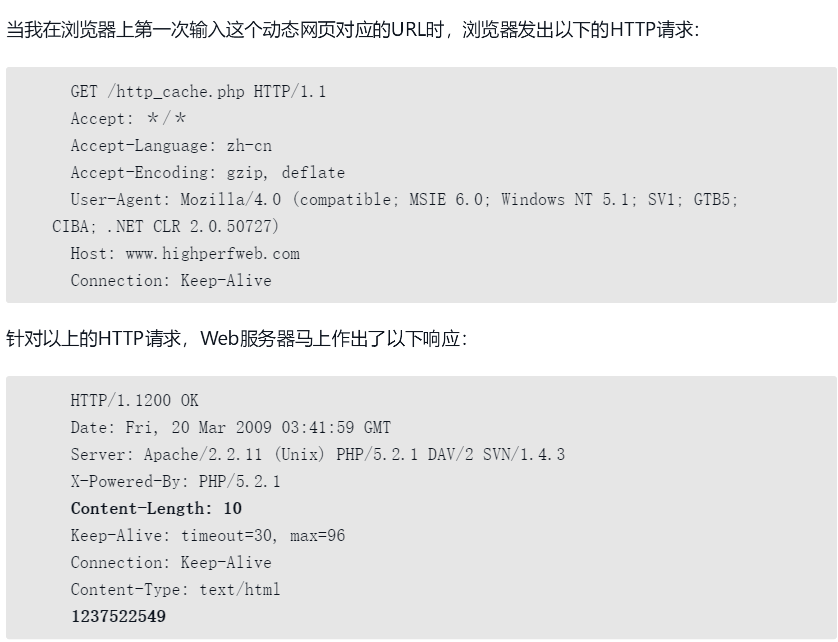 当我在浏览器上第一次输入这个动态网页对应的URL时，浏览器发出以下的HTTP请求：
GET /http_cache.php HTTP/1.1
Accept: ＊/＊
Accept-Language: zh-cn
Accept-Encoding: gzip, deflate
User-Agent: Mozilla/4.0 (compatible; MSIE 6.0; Windows NT 5.1; SV1; GTB5;
CIBA; .NET CLR 2.0.50727)
Host: www.highperfweb.com
Connection: Keep-Alive
针对以上的HTTP请求，Web服务器马上作出了以下响应：
HTTP/1.1200 OK
Date: Fri, 20 Mar 2009 03:41:59 GMT
Server: Apache/2.2.11 (Unix) PHP/5.2.1 DAV/2 SVN/1.4.3
X-Powered-By: PHP/5.2.1
Content-Length: 10
Keep-Alive: timeout=30, max=96
Connection: Keep-Alive
Content-Type: text/html
1237522549